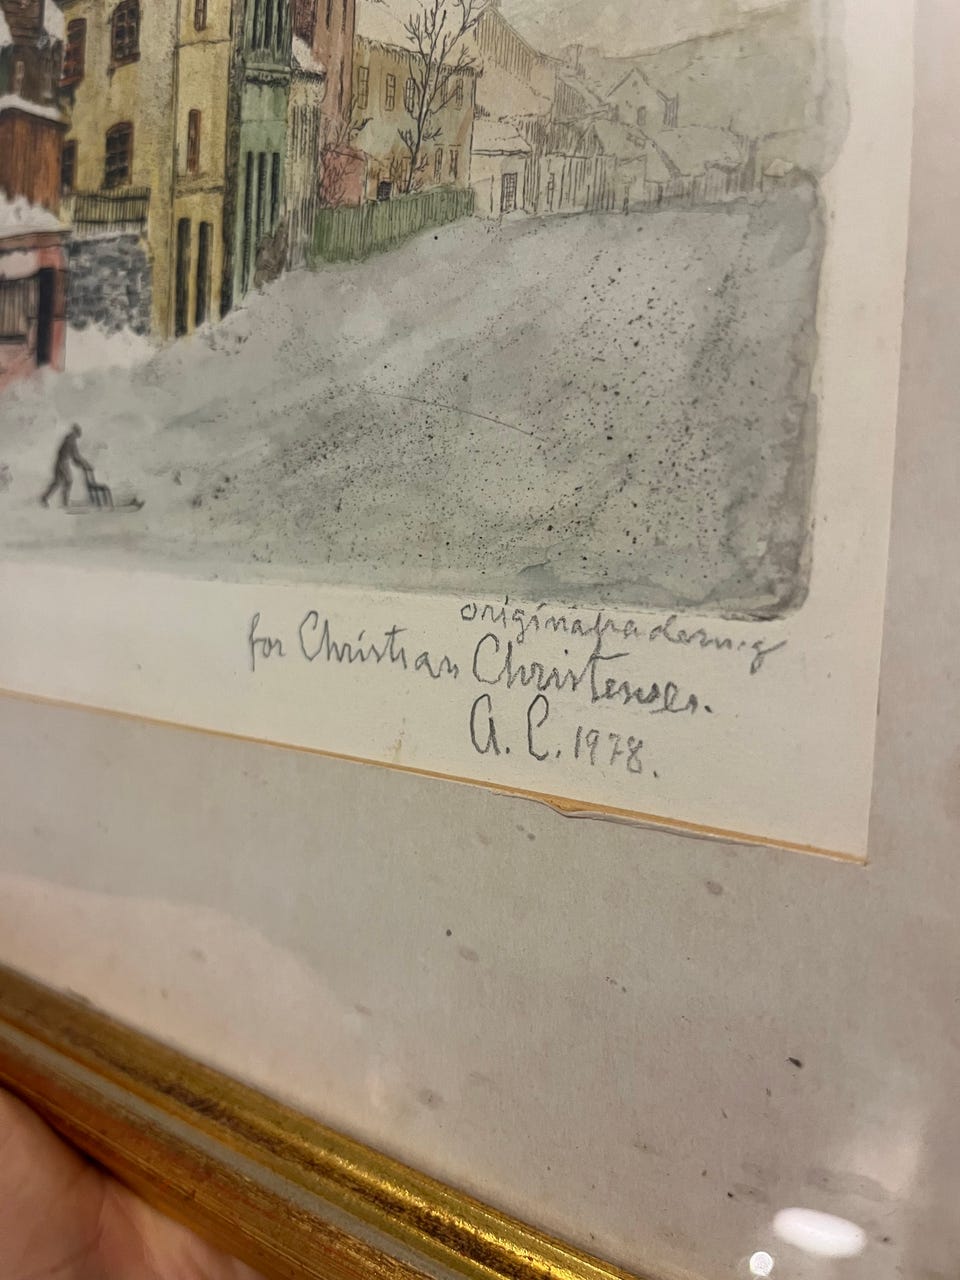 originalradering
for Christian Christensen.
A. C. 1978.